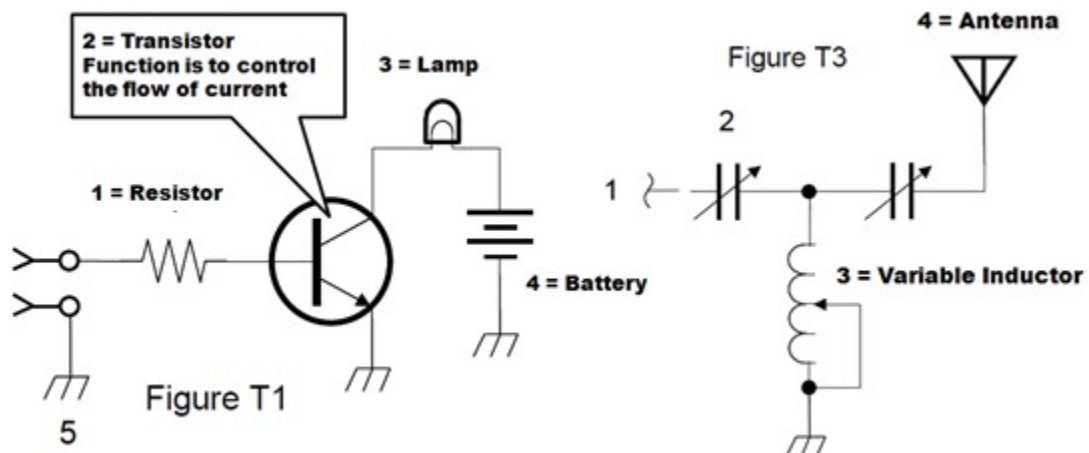 2 = Transistor
Function is to control
the flow of current
3 = Lamp
1 = Resistor
4 = Battery
5
Figure T1
4 = Antenna
Figure T3
2
1
3 = Variable Inductor